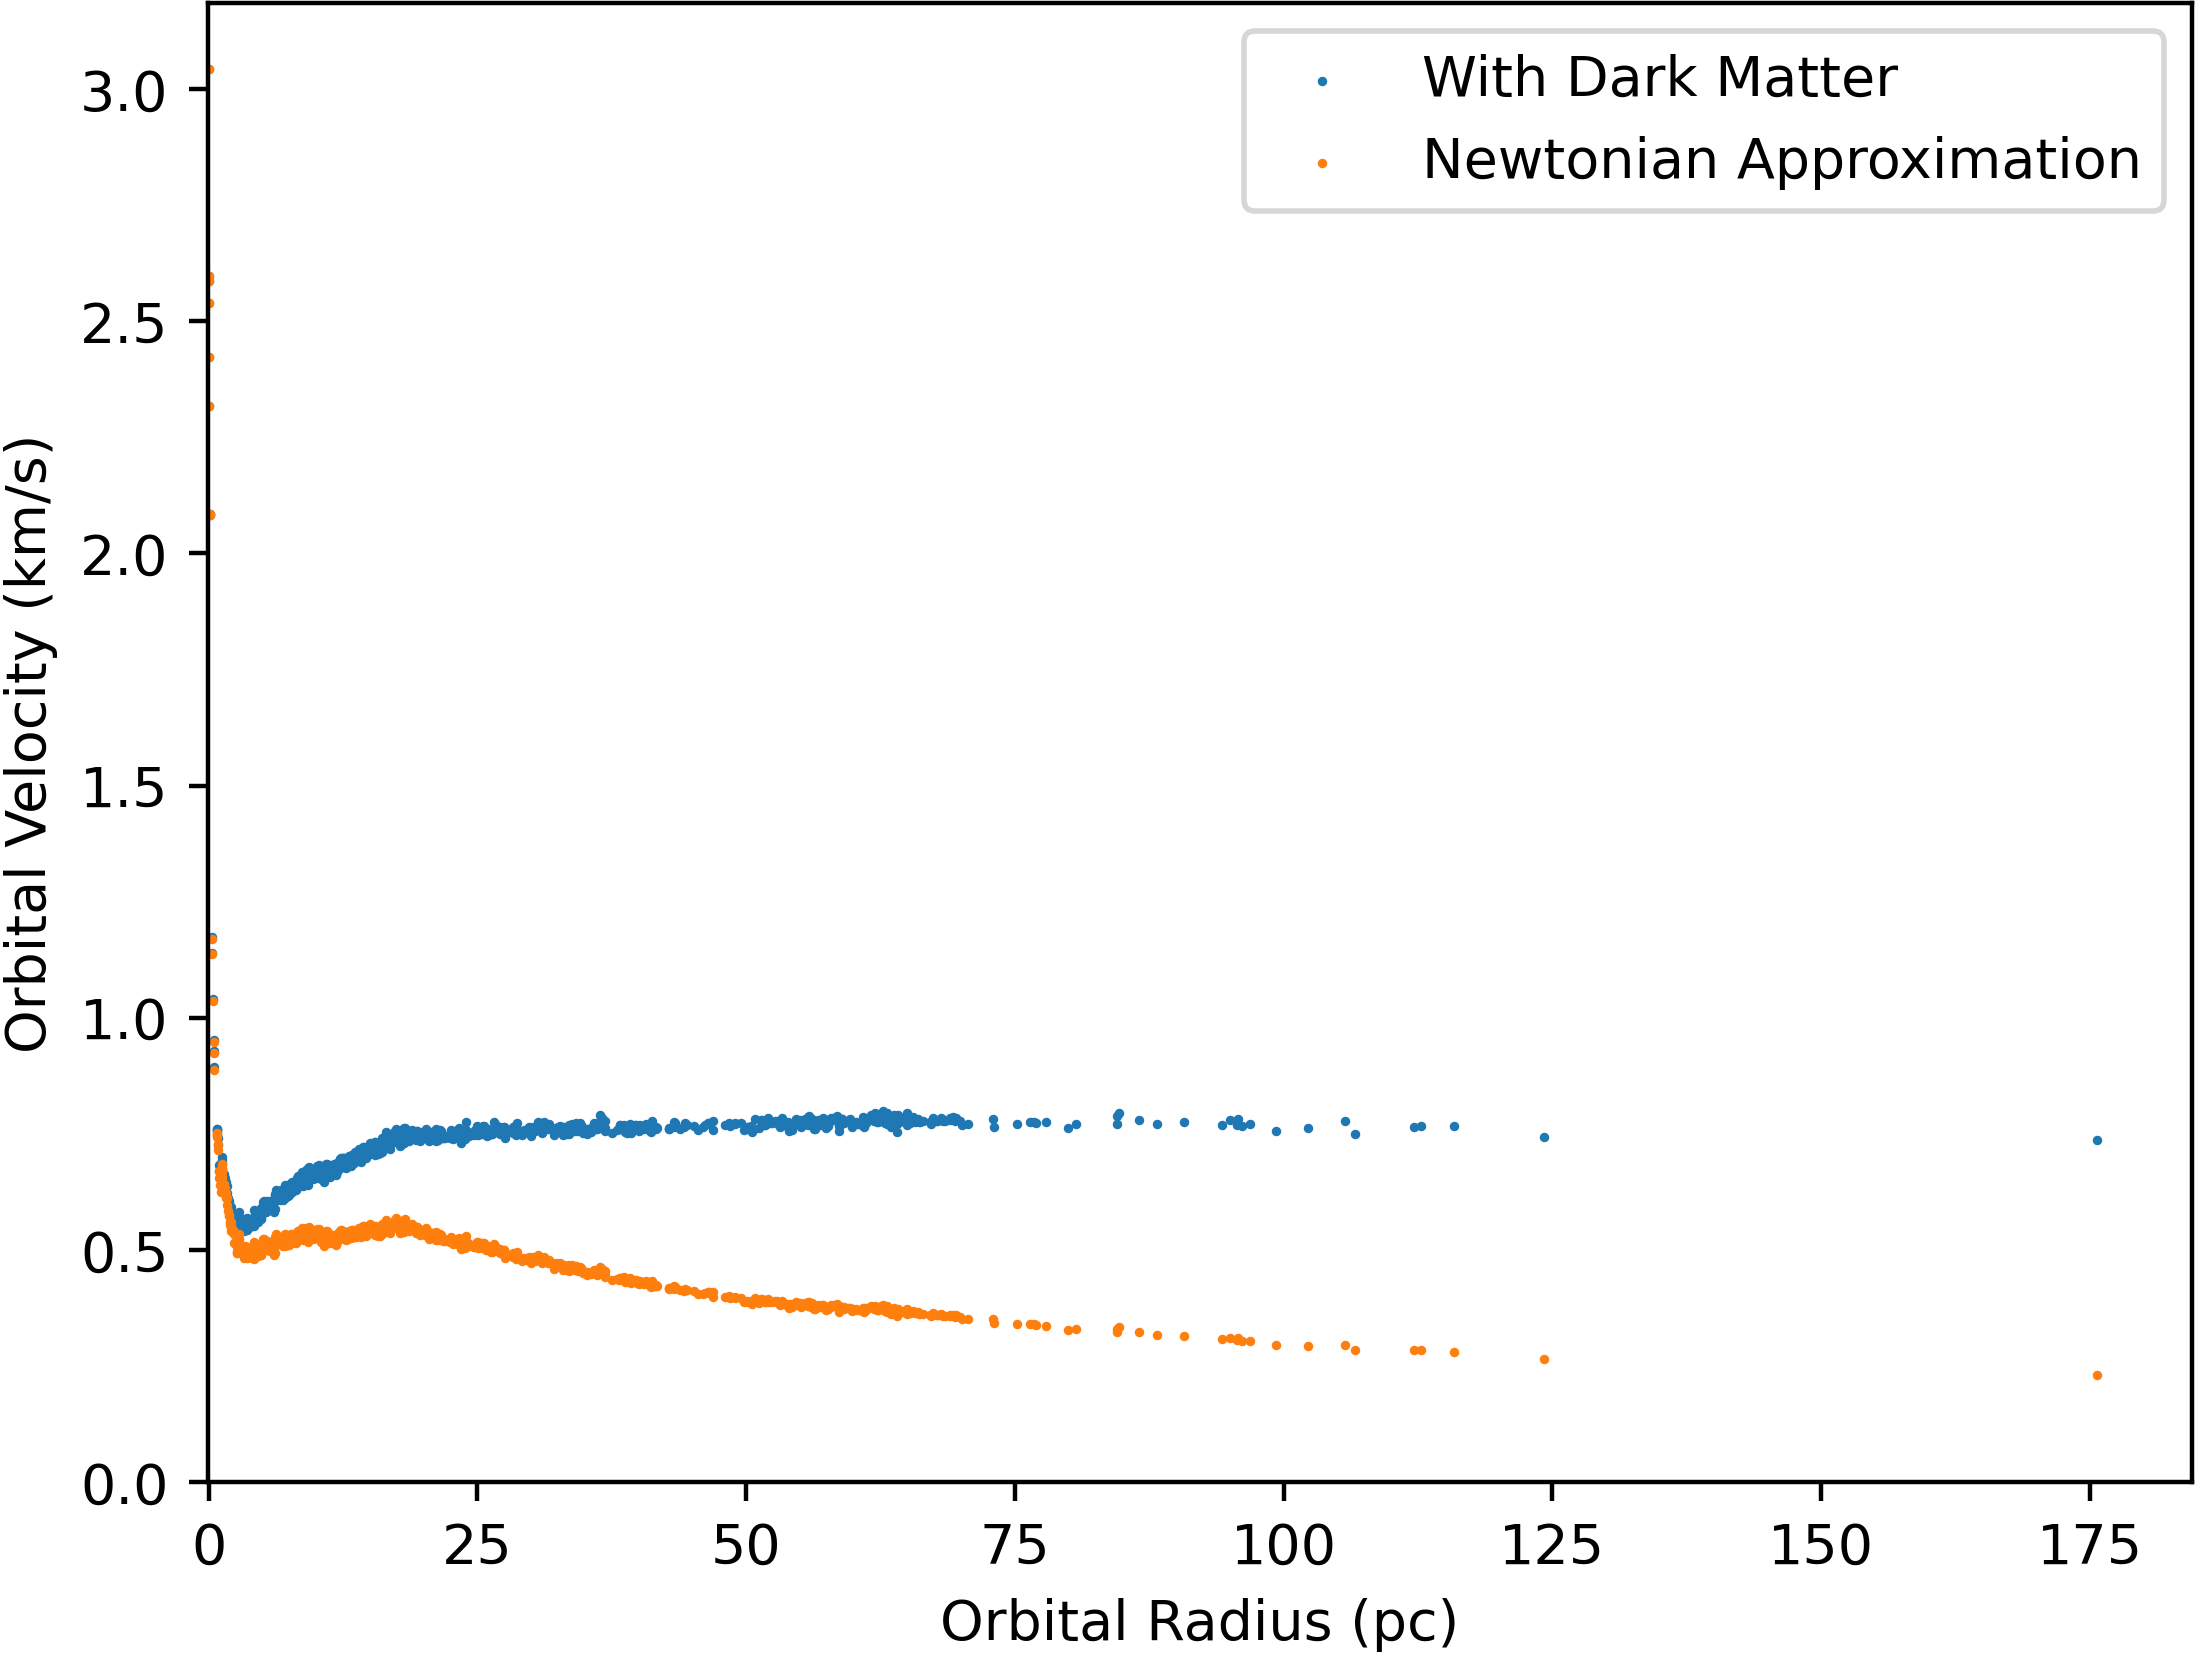 With Dark Matter
Newtonian Approximation
3.0
2.5
2.0
1.5
1.0
0.5
0.0
Orbital Velocity (km/s)
0 25 50 75 100 125 150 175
Orbital Radius (pc)